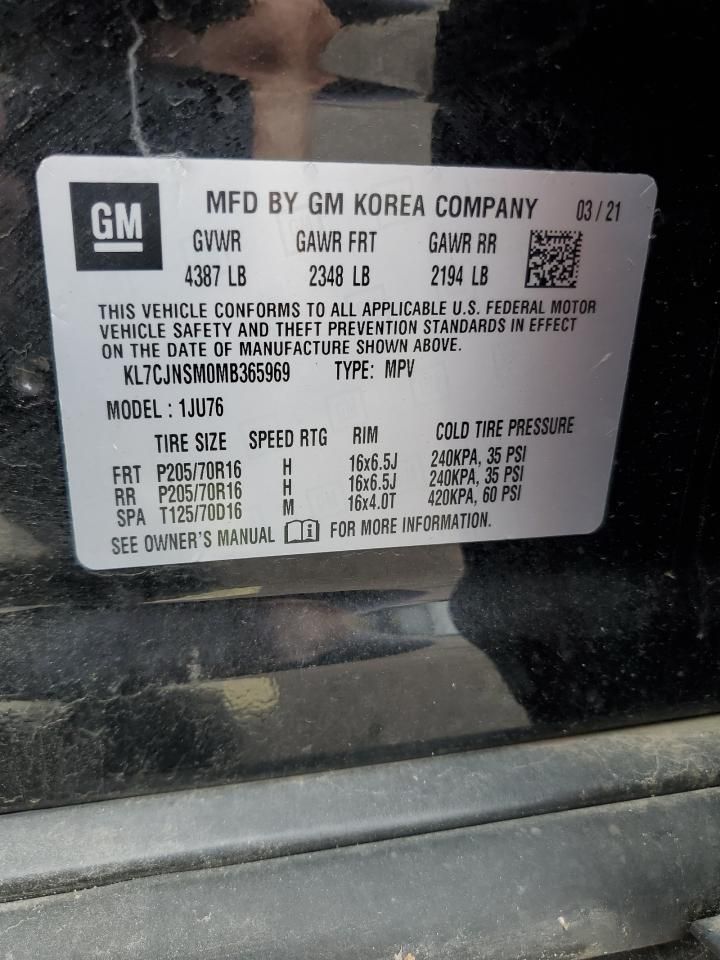 GM
MFD BY GM KOREA COMPANY 03/21
GVWR GAWR FRT GAWR RR
4387 LB 2348 LB 2194 LB
THIS VEHICLE CONFORMS TO ALL APPLICABLE U.S. FEDERAL MOTOR
VEHICLE SAFETY AND THEFT PREVENTION STANDARDS IN EFFECT
ON THE DATE OF MANUFACTURE SHOWN ABOVE.
KL7CJNSM0MB365969 TYPE: MPV
MODEL : 1JU76
TIRE SIZE SPEED RTG RIM COLD TIRE PRESSURE
FRT P205/70R16 H 16x6.5J 240KPA, 35 PSI
RR P205/70R16 H 16x6.5J 240KPA, 35 PSI
SPA T125/70D16 M 16x4.0T 420KPA, 60 PSI
SEE OWNER'S MANUAL FOR MORE INFORMATION.